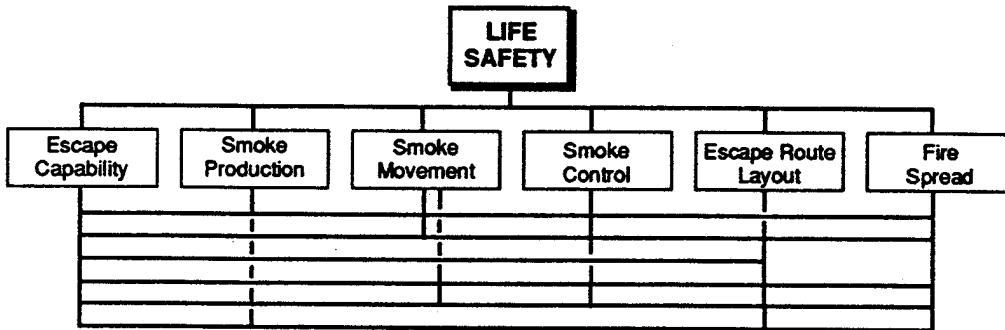 LIFE
SAFETY
Escape
Capability
Smoke
Production
Smoke
Movement
Smoke
Control
Escape Route
Layout
Fire
Spread